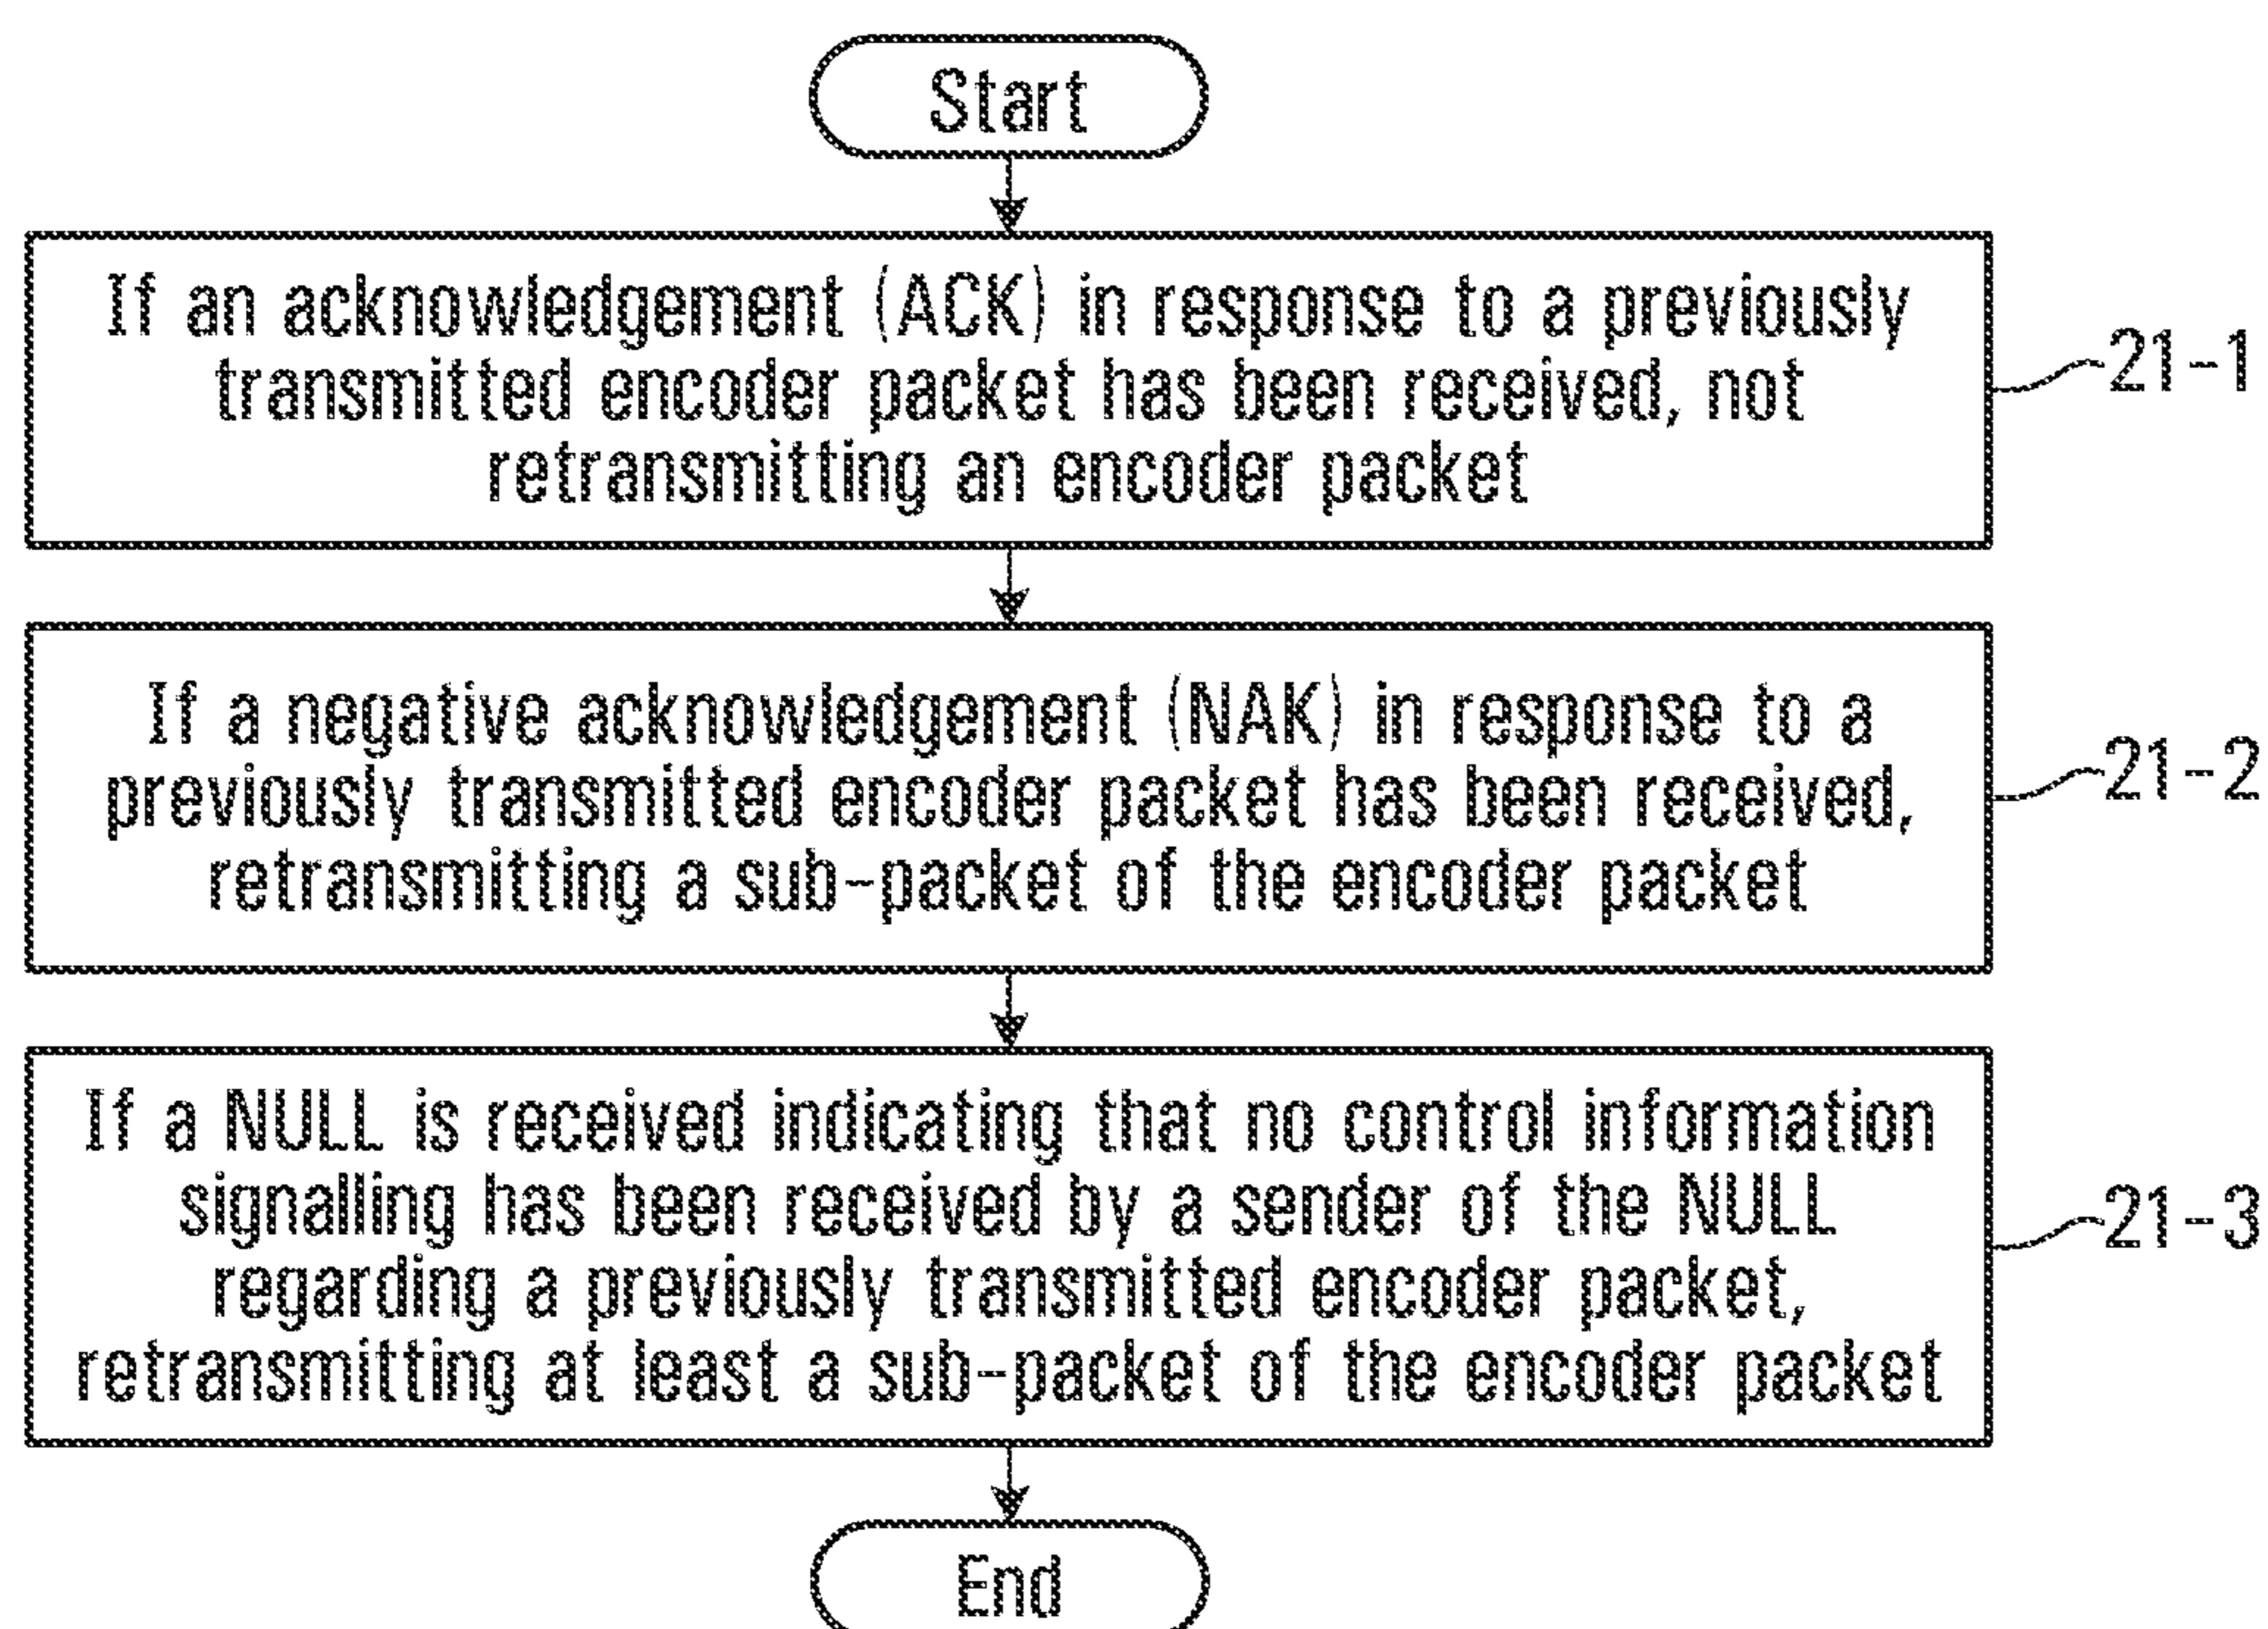 Start
If an acknowledgement (ACK) in response to a previously
transmitted encoder packet has been received, not
retransmitting an encoder packet
21-1
If a negative acknowledgement (NAK) in response to a
previously transmitted encoder packet has been received,
retransmitting a sub-packet of the encoder packet
21-2
If a NULL is received indicating that no control information
signalling has been received by a sender of the NULL
regarding a previously transmitted encoder packet,
retransmitting at least a sub-packet of the encoder packet
21-3
End